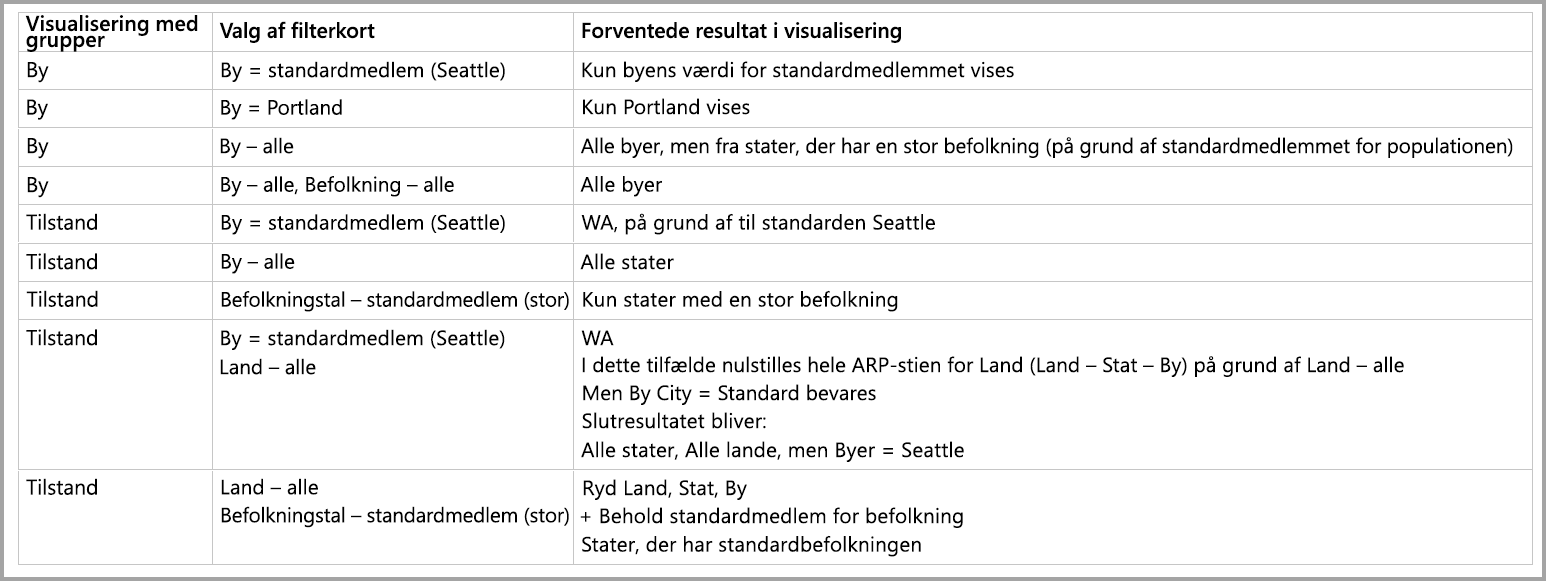 Visualisering med grupper Valg af filterkort Forventede resultat i visualisering
By By = standardmedlem (Seattle) Kun byens værdi for standardmedlemmet vises
By By = Portland Kun Portland vises
By By – alle Alle byer, men fra stater, der har en stor befolkning (på grund af standardmedlemmet for populationen)
By By – alle, Befolkning – alle Alle byer
Tilstand By = standardmedlem (Seattle) WA, på grund af til standarden Seattle
Tilstand By – alle Alle stater
Tilstand Befolkningstal – standardmedlem (stor) Kun stater med en stor befolkning
Tilstand By = standardmedlem (Seattle) WA
Land – alle I dette tilfælde nulstilles hele ARP-stien for Land (Land – Stat – By) på grund af Land – alle
Men By City = Standard bevares
Slutresultatet bliver:
Alle stater, Alle lande, men Byer = Seattle
Tilstand Land – alle Ryd Land, Stat, By
Befolkningstal – standardmedlem (stor) + Behold standardmedlem for befolkning
Stater, der har standardbefolkningen